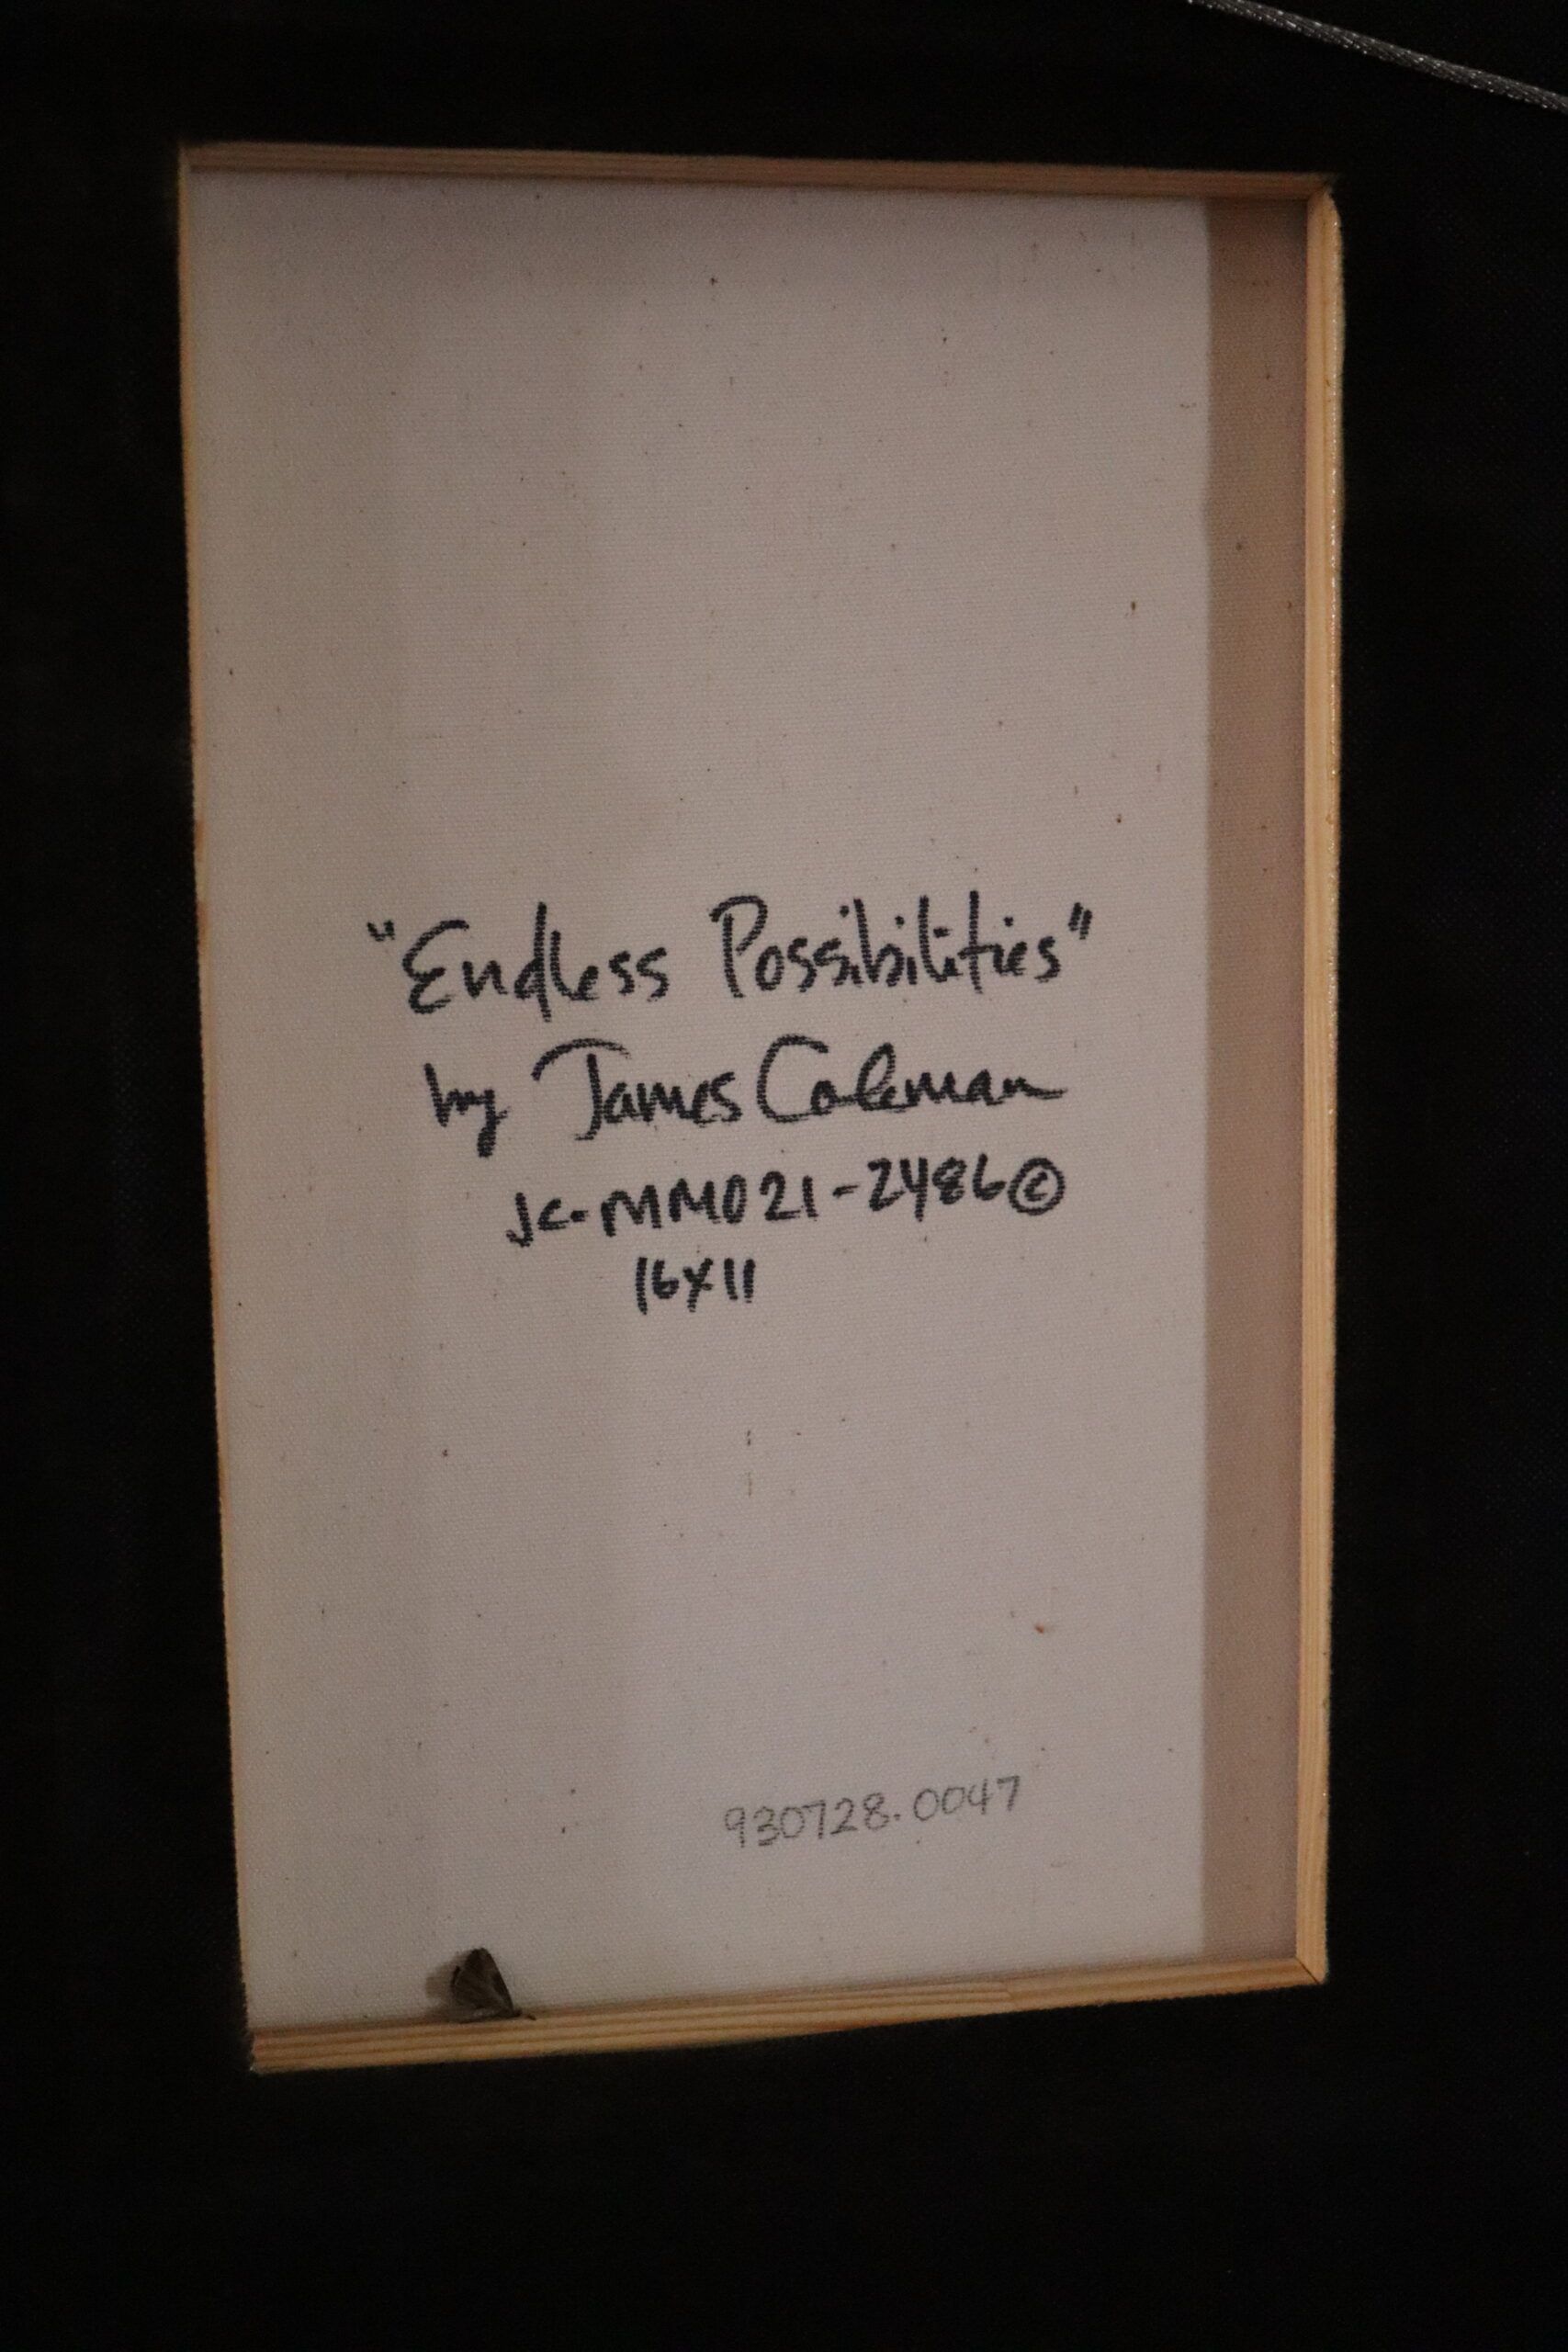 "Endless Possibilities"
by James Coleman
JC-MM021-2486©
16X11
930728.0047